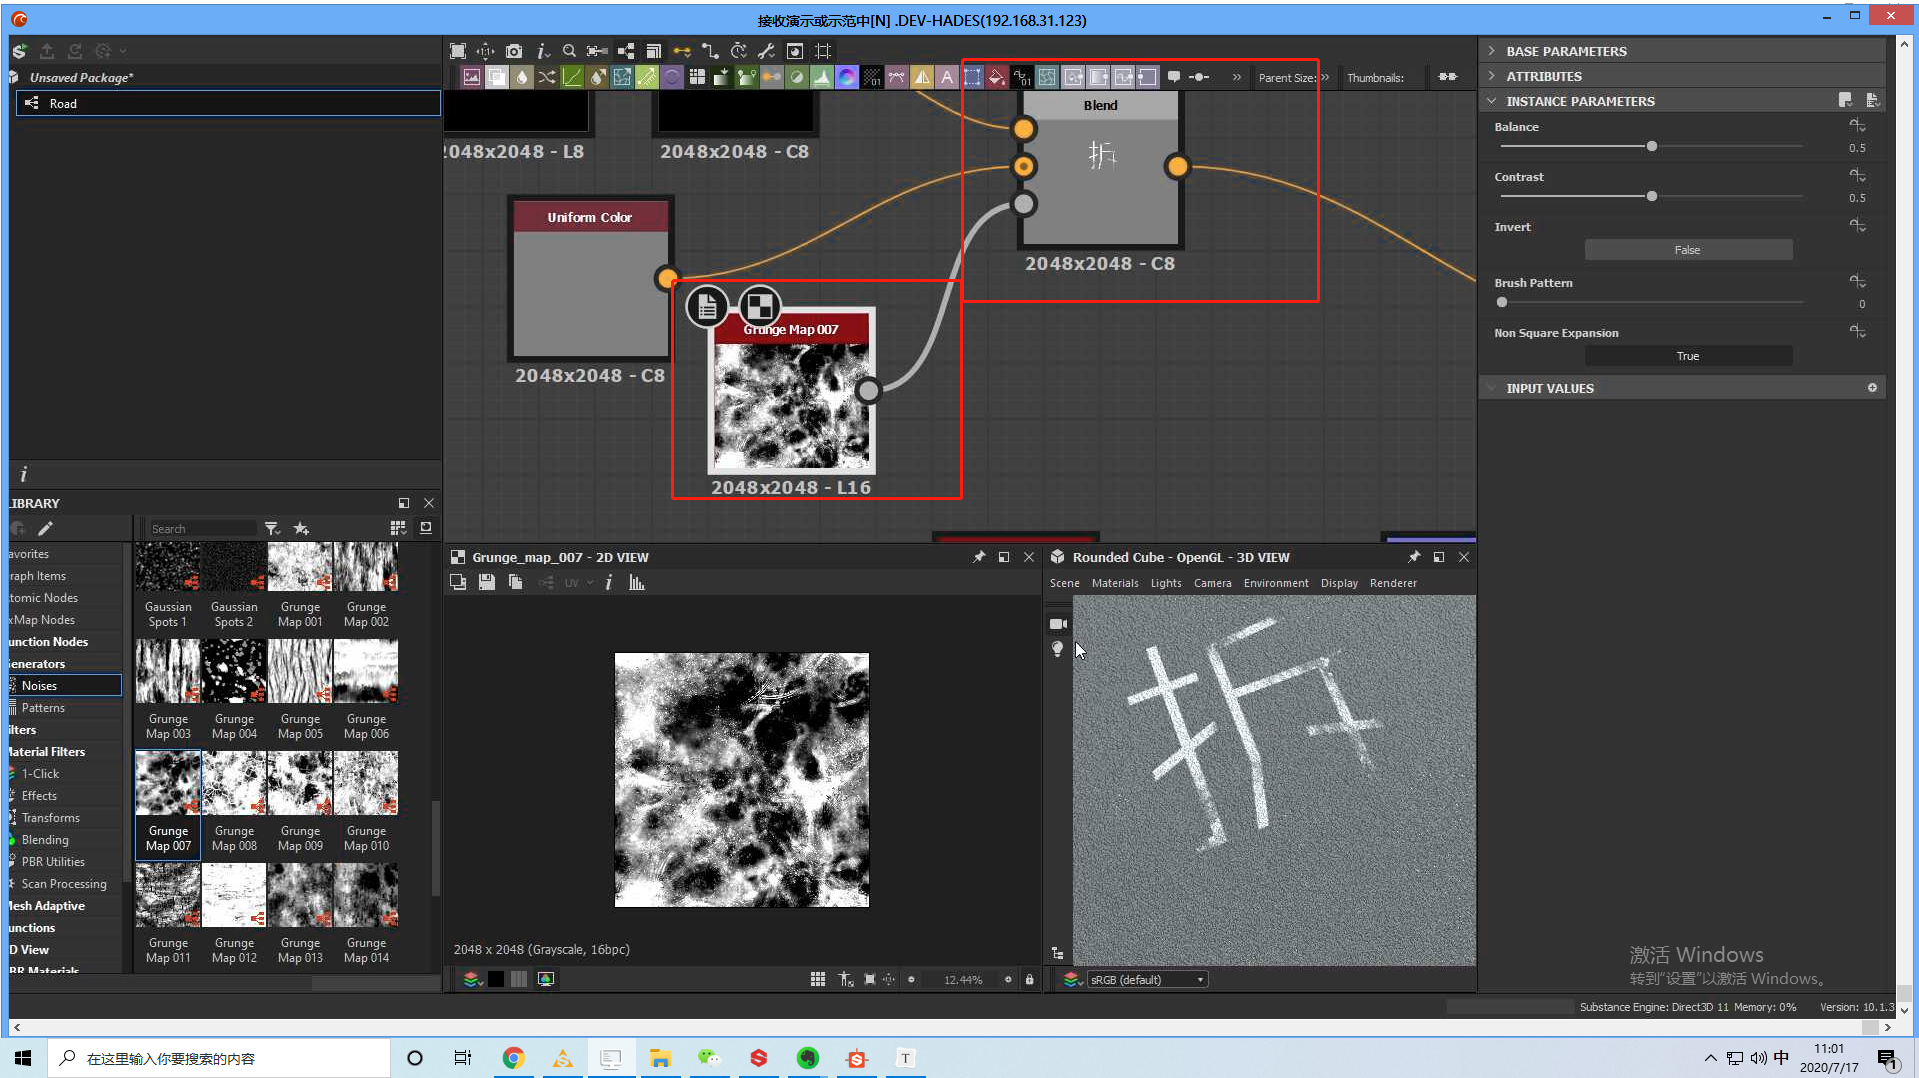 接收演示或示范中[N] .DEV-HADES(192.168.31.123)
Unsaved Package*
Road
Parent Size:
Thumbnails:
2048x2048 - L8
2048x2048 - C8
Uniform Color
2048x2048 - C8
Grunge Map 007
2048x2048 - L16
Blend
拆
2048x2048 - C8
BASE PARAMETERS
ATTRIBUTES
INSTANCE PARAMETERS
Balance
0.5
Contrast
0.5
Invert
False
Brush Pattern
0
Non Square Expansion
True
INPUT VALUES
IBRARY
Search
avorites
raph Items
tomic Nodes
xMap Nodes
unction Nodes
enerators
Noises
Patterns
ilters
aterial Filters
1-Click
Effects
Transforms
Blending
PBR Utilities
Scan Processing
esh Adaptive
unctions
D View
BR Materials
Gaussian Spots 1
Gaussian Spots 2
Grunge Map 001
Grunge Map 002
Grunge Map 003
Grunge Map 004
Grunge Map 005
Grunge Map 006
Grunge Map 007
Grunge Map 008
Grunge Map 009
Grunge Map 010
Grunge Map 011
Grunge Map 012
Grunge Map 013
Grunge Map 014
Grunge_map_007 - 2D VIEW
UV
2048 x 2048 (Grayscale, 16bpc)
12.44%
Rounded Cube - OpenGL - 3D VIEW
Scene Materials Lights Camera Environment Display Renderer
拆
sRGB (default)
激活 Windows
转到"设置"以激活 Windows。
Substance Engine: Direct3D 11 Memory: 0% Version: 10.1.3
在这里输入你要搜索的内容
中
11:01
2020/7/17
1